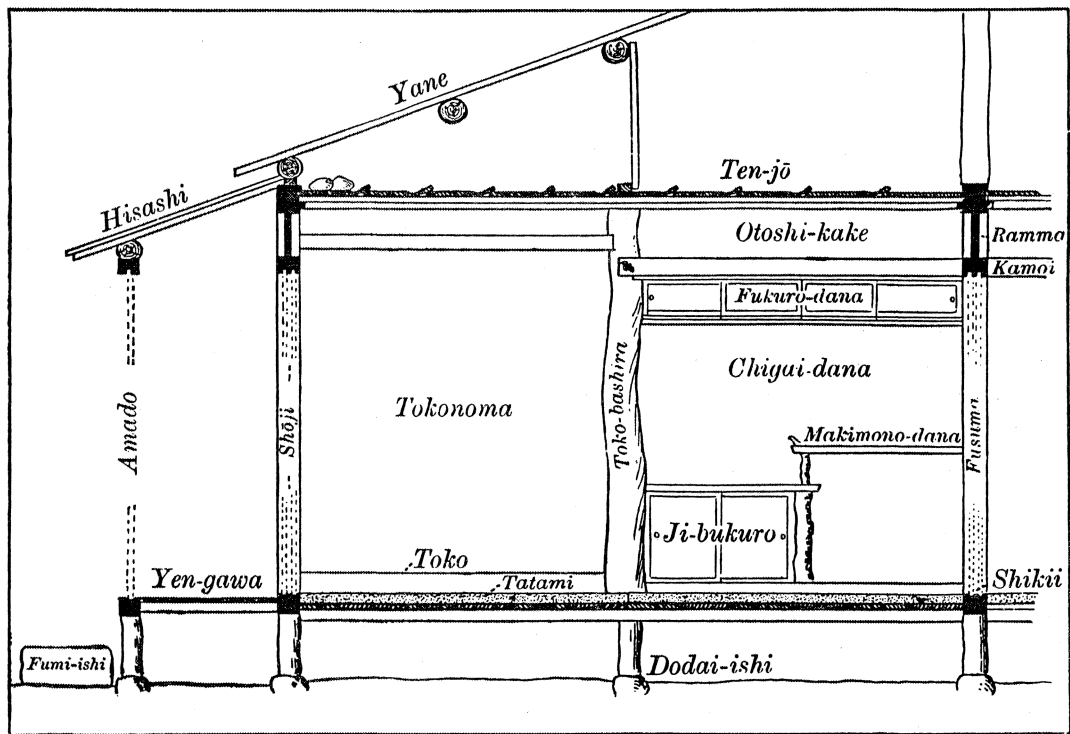 Yane
Hisashi
Ten-jō
Otoshi-kake
Ramma
Kamoi
Fukuro-dana
Chigai-dana
Toko-bashira
Tokonoma
Amado
Shōji
Makimono-dana
Fusuma
Ji-bukuro
Toko
Tatami
Yen-gawa
Shikii
Fumi-ishi
Dodai-ishi